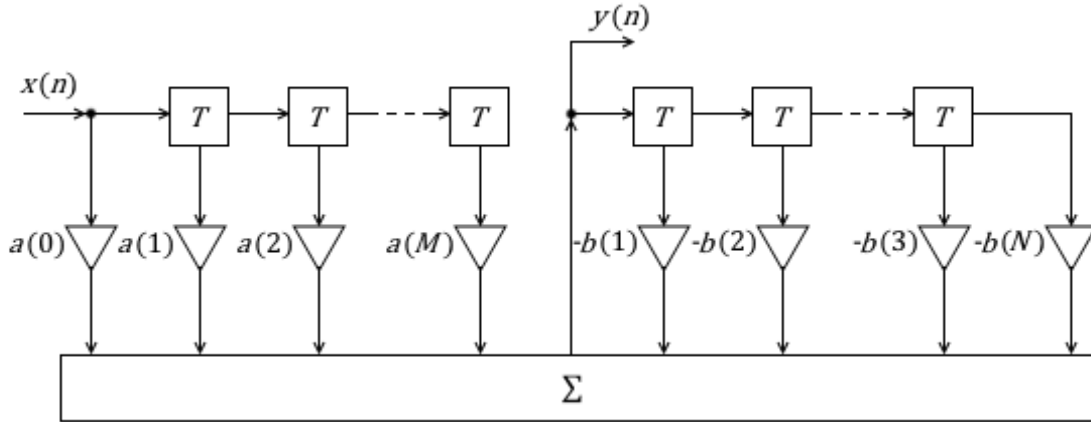 y(n)
x(n)
T T T T T T
a(0) a(1) a(2) a(M) -b(1) -b(2) -b(3) -b(N)
Σ